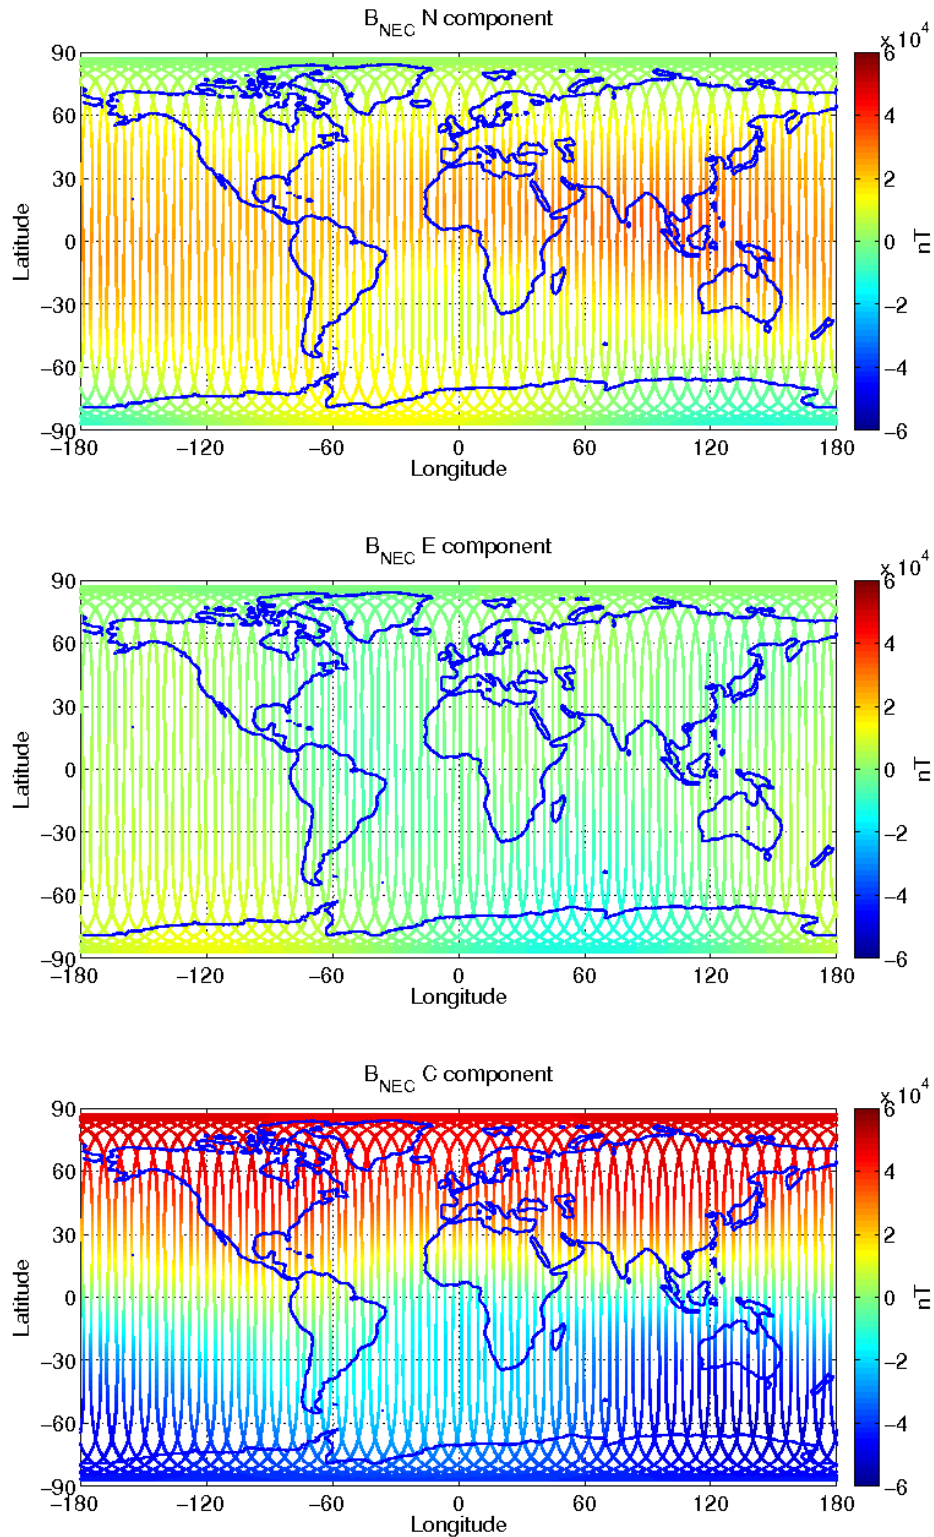 B_NEC N component
x 10^4
90
60
30
0
−30
−60
−90
Latitude
−180 −120 −60 0 60 120 180
Longitude
6
4
2
0
−2
−4
−6
nT
B_NEC E component
x 10^4
90
60
30
0
−30
−60
−90
Latitude
−180 −120 −60 0 60 120 180
Longitude
6
4
2
0
−2
−4
−6
nT
B_NEC C component
x 10^4
90
60
30
0
−30
−60
−90
Latitude
−180 −120 −60 0 60 120 180
Longitude
6
4
2
0
−2
−4
−6
nT